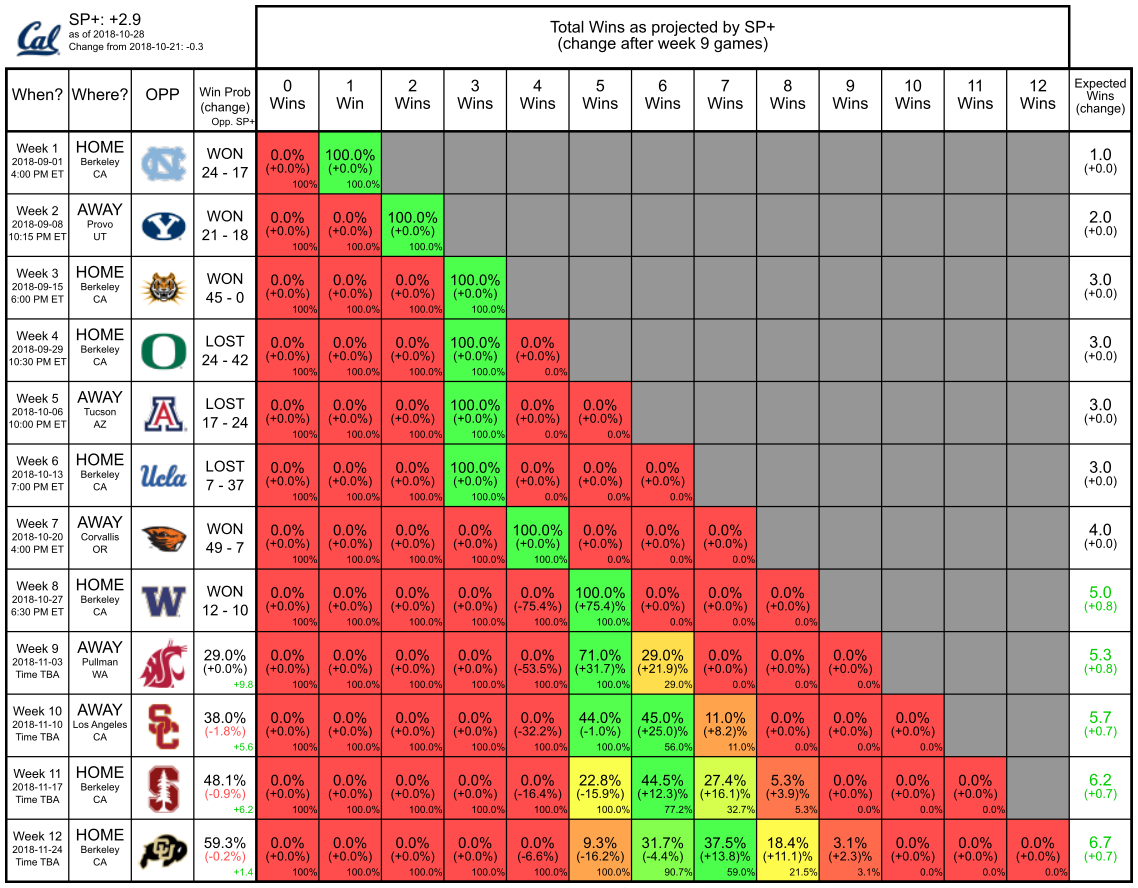 Cal
SP+: +2.9
as of 2018-10-28
Change from 2018-10-21: -0.3
Total Wins as projected by SP+
(change after week 9 games)
When? Where? OPP Win Prob (change) Opp. SP+
0 Wins 1 Win 2 Wins 3 Wins 4 Wins 5 Wins 6 Wins 7 Wins 8 Wins 9 Wins 10 Wins 11 Wins 12 Wins
Expected Wins (change)
Week 1 HOME NC WON 0.0% 100.0% 1.0
2018-09-01 Berkeley (+0.0%) (+0.0%) (+0.0)
4:00 PM ET CA 24 - 17 100% 100.0%
Week 2 AWAY Y WON 0.0% 0.0% 100.0% 2.0
2018-09-08 Provo (+0.0%) (+0.0%) (+0.0%) (+0.0)
10:15 PM ET UT 21 - 18 100% 100.0% 100.0%
Week 3 HOME WON 0.0% 0.0% 0.0% 100.0% 3.0
2018-09-15 Berkeley (+0.0%) (+0.0%) (+0.0%) (+0.0%) (+0.0)
6:00 PM ET CA 45 - 0 100% 100.0% 100.0% 100.0%
Week 4 HOME O LOST 0.0% 0.0% 0.0% 100.0% 0.0% 3.0
2018-09-29 Berkeley (+0.0%) (+0.0%) (+0.0%) (+0.0%) (+0.0%) (+0.0)
10:30 PM ET CA 24 - 42 100% 100.0% 100.0% 100.0% 0.0%
Week 5 AWAY A LOST 0.0% 0.0% 0.0% 100.0% 0.0% 0.0% 3.0
2018-10-06 Tucson (+0.0%) (+0.0%) (+0.0%) (+0.0%) (+0.0%) (+0.0%) (+0.0)
10:00 PM ET AZ 17 - 24 100% 100.0% 100.0% 100.0% 0.0% 0.0%
Week 6 HOME Ucla LOST 0.0% 0.0% 0.0% 100.0% 0.0% 0.0% 0.0% 3.0
2018-10-13 Berkeley (+0.0%) (+0.0%) (+0.0%) (+0.0%) (+0.0%) (+0.0%) (+0.0%) (+0.0)
7:00 PM ET CA 7 - 37 100% 100.0% 100.0% 100.0% 0.0% 0.0% 0.0%
Week 7 AWAY WON 0.0% 0.0% 0.0% 0.0% 100.0% 0.0% 0.0% 0.0% 4.0
2018-10-20 Corvallis (+0.0%) (+0.0%) (+0.0%) (+0.0%) (+0.0%) (+0.0%) (+0.0%) (+0.0%) (+0.0)
4:00 PM ET OR 49 - 7 100% 100.0% 100.0% 100.0% 100.0% 0.0% 0.0% 0.0%
Week 8 HOME W WON 0.0% 0.0% 0.0% 0.0% 0.0% 100.0% 0.0% 0.0% 0.0% 5.0
2018-10-27 Berkeley (+0.0%) (+0.0%) (+0.0%) (+0.0%) (-75.4%) (+75.4)% (+0.0%) (+0.0%) (+0.0%) (+0.8)
6:30 PM ET CA 12 - 10 100% 100.0% 100.0% 100.0% 100.0% 100.0% 0.0% 0.0% 0.0%
Week 9 AWAY WSC 29.0% 0.0% 0.0% 0.0% 0.0% 0.0% 71.0% 29.0% 0.0% 0.0% 0.0% 5.3
2018-11-03 Pullman (+0.0%) (+0.0%) (+0.0%) (+0.0%) (+0.0%) (-53.5%) (+31.7)% (+21.9)% (+0.0%) (+0.0%) (+0.0%) (+0.8)
Time TBA WA +9.8 100% 100.0% 100.0% 100.0% 100.0% 100.0% 29.0% 0.0% 0.0% 0.0%
Week 10 AWAY SC 38.0% 0.0% 0.0% 0.0% 0.0% 0.0% 44.0% 45.0% 11.0% 0.0% 0.0% 0.0% 5.7
2018-11-10 Los Angeles (-1.8%) (+0.0%) (+0.0%) (+0.0%) (+0.0%) (-32.2%) (-1.0%) (+25.0)% (+8.2)% (+0.0%) (+0.0%) (+0.0%) (+0.7)
Time TBA CA +5.6 100% 100.0% 100.0% 100.0% 100.0% 100.0% 56.0% 11.0% 0.0% 0.0% 0.0%
Week 11 HOME S 48.1% 0.0% 0.0% 0.0% 0.0% 0.0% 22.8% 44.5% 27.4% 5.3% 0.0% 0.0% 0.0% 6.2
2018-11-17 Berkeley (-0.9%) (+0.0%) (+0.0%) (+0.0%) (+0.0%) (-16.4%) (-15.9%) (+12.3)% (+16.1)% (+3.9)% (+0.0%) (+0.0%) (+0.0%) (+0.7)
Time TBA CA +6.2 100% 100.0% 100.0% 100.0% 100.0% 100.0% 77.2% 32.7% 5.3% 0.0% 0.0% 0.0%
Week 12 HOME CU 59.3% 0.0% 0.0% 0.0% 0.0% 0.0% 9.3% 31.7% 37.5% 18.4% 3.1% 0.0% 0.0% 0.0% 6.7
2018-11-24 Berkeley (-0.2%) (+0.0%) (+0.0%) (+0.0%) (+0.0%) (-6.6%) (-16.2%) (-4.4%) (+13.8)% (+11.1)% (+2.3)% (+0.0%) (+0.0%) (+0.0%) (+0.7)
Time TBA CA +1.4 100% 100.0% 100.0% 100.0% 100.0% 100.0% 90.7% 59.0% 21.5% 3.1% 0.0% 0.0% 0.0%